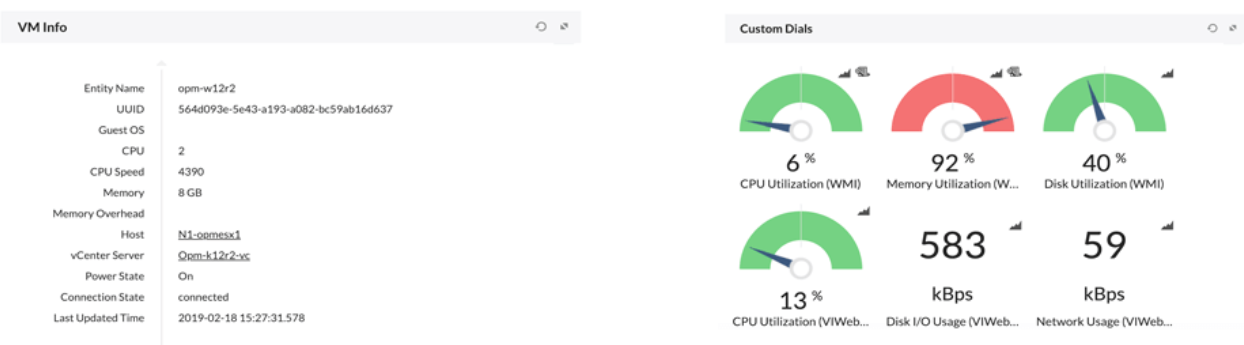 VM Info
Entity Name opm-w12r2
UUID 564d093e-5e43-a193-a082-bc59ab16d637
Guest OS
CPU 2
CPU Speed 4390
Memory 8 GB
Memory Overhead
Host N1-opmesx1
vCenter Server Opm-k12r2-vc
Power State On
Connection State connected
Last Updated Time 2019-02-18 15:27:31.578
Custom Dials
6 % 92 % 40 %
CPU Utilization (WMI) Memory Utilization (W... Disk Utilization (WMI)
13 % 583 kBps 59 kBps
CPU Utilization (VIWeb... Disk I/O Usage (VIWeb... Network Usage (VIWeb...